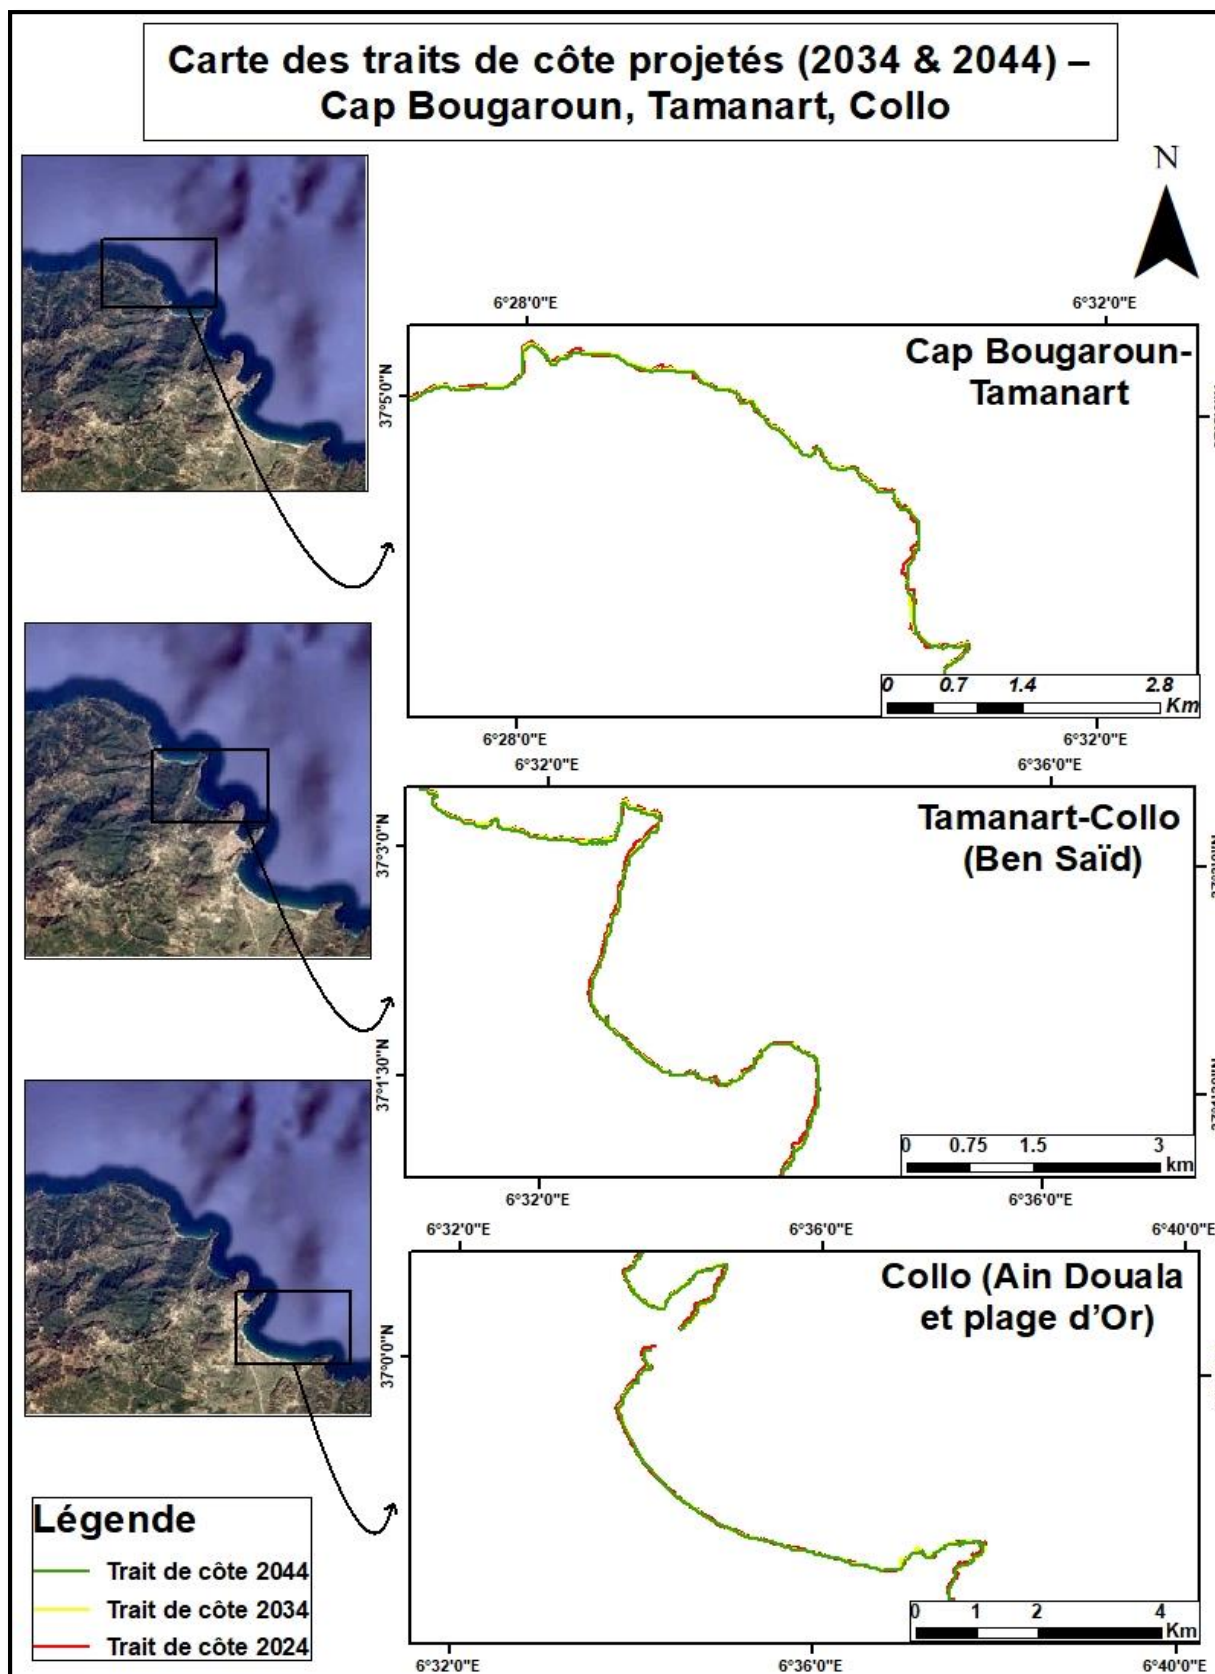 Carte des traits de côte projetés (2034 & 2044) –
Cap Bougaroun, Tamanart, Collo
N
6°28'0"E 6°32'0"E
Cap Bougaroun-
Tamanart
37°5'0"N
0 0.7 1.4 2.8
Km
6°28'0"E 6°32'0"E
6°32'0"E 6°36'0"E
Tamanart-Collo
(Ben Saïd)
37°3'0"N
37°1'30"N
0 0.75 1.5 3
km
6°32'0"E 6°36'0"E
6°32'0"E 6°36'0"E 6°40'0"E
Collo (Ain Douala
et plage d'Or)
37°0'0"N
0 1 2 4
Km
6°32'0"E 6°36'0"E 6°40'0"E
Légende
Trait de côte 2044
Trait de côte 2034
Trait de côte 2024